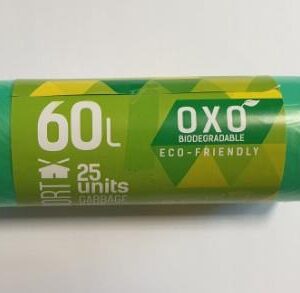 60L
25
units
GARBAGE
OXO
BIODEGRADABLE
ECO-FRIENDLY